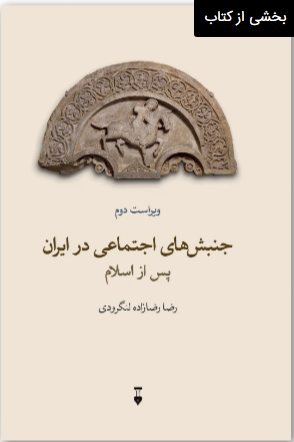 بخشی از کتاب
ویراست دوم
جنبش‌های اجتماعی در ایران
پس از اسلام
رضا رضازاده لنگرودی